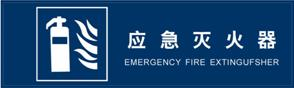 应急灭火器
EMERGENCY FIRE EXTINGUFSHER